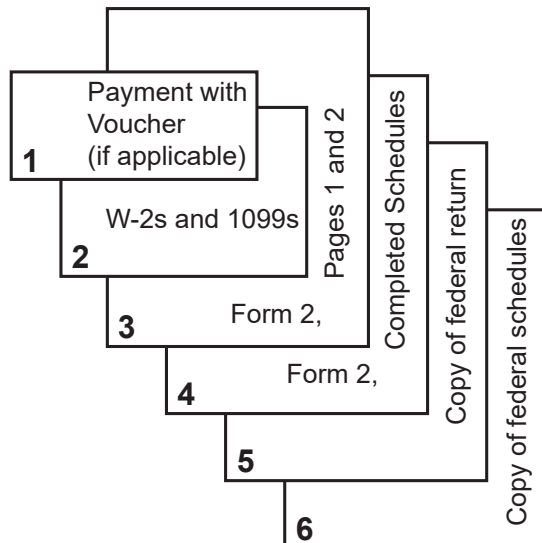 Payment with
Voucher
(if applicable)
1
W-2s and 1099s
2
Form 2,
Pages 1 and 2
3
Form 2,
Completed Schedules
4
Copy of federal return
5
Copy of federal schedules
6